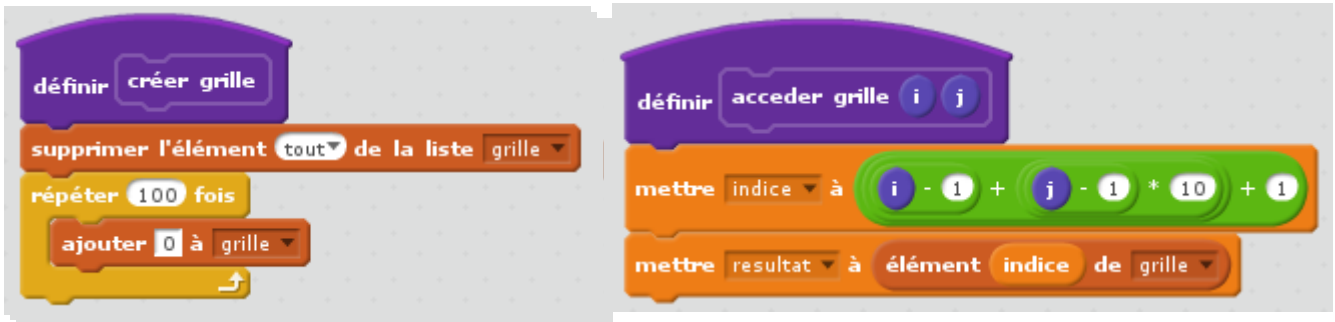 définir créer grille
supprimer l'élément tout de la liste grille
répéter 100 fois
ajouter 0 à grille
définir acceder grille i j
mettre indice à i - 1 + j - 1 * 10 + 1
mettre resultat à élément indice de grille